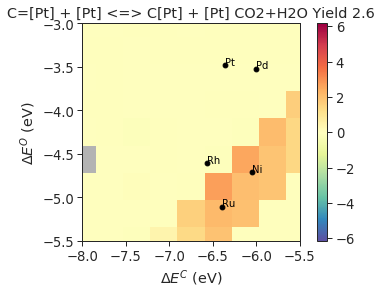 C=[Pt] + [Pt] <=> C[Pt] + [Pt] CO2+H2O Yield 2.6
−3.0
−3.5
−4.0
−4.5
−5.0
−5.5
ΔE^O (eV)
Pt
Pd
Rh
Ni
Ru
−8.0 −7.5 −7.0 −6.5 −6.0 −5.5
ΔE^C (eV)
6
4
2
0
−2
−4
−6